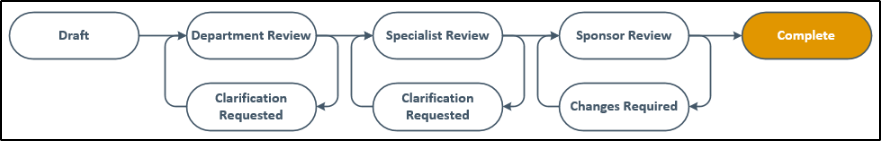 Draft
Department Review
Specialist Review
Sponsor Review
Complete
Clarification
Requested
Clarification
Requested
Changes Required